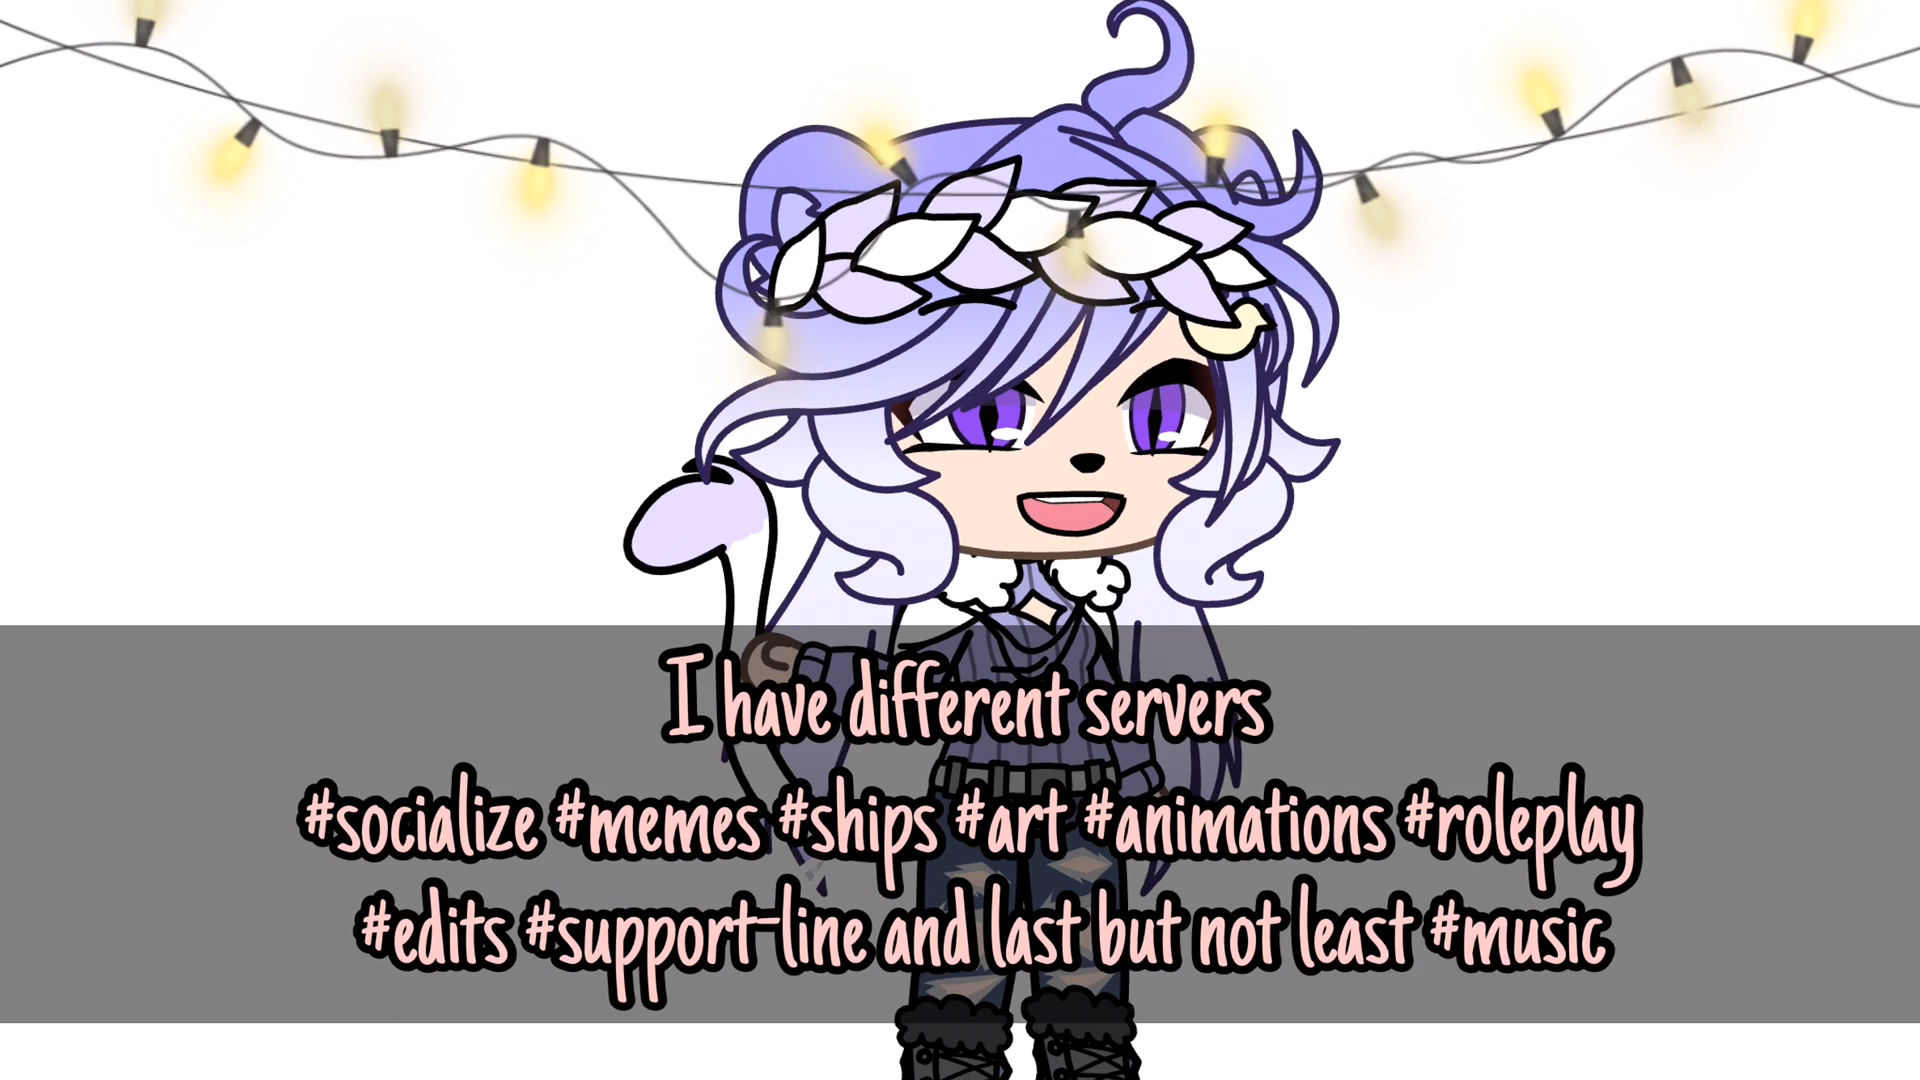 I have different servers
#socialize #memes #ships #art #animations #roleplay
#edits #support-line and last but not least #music